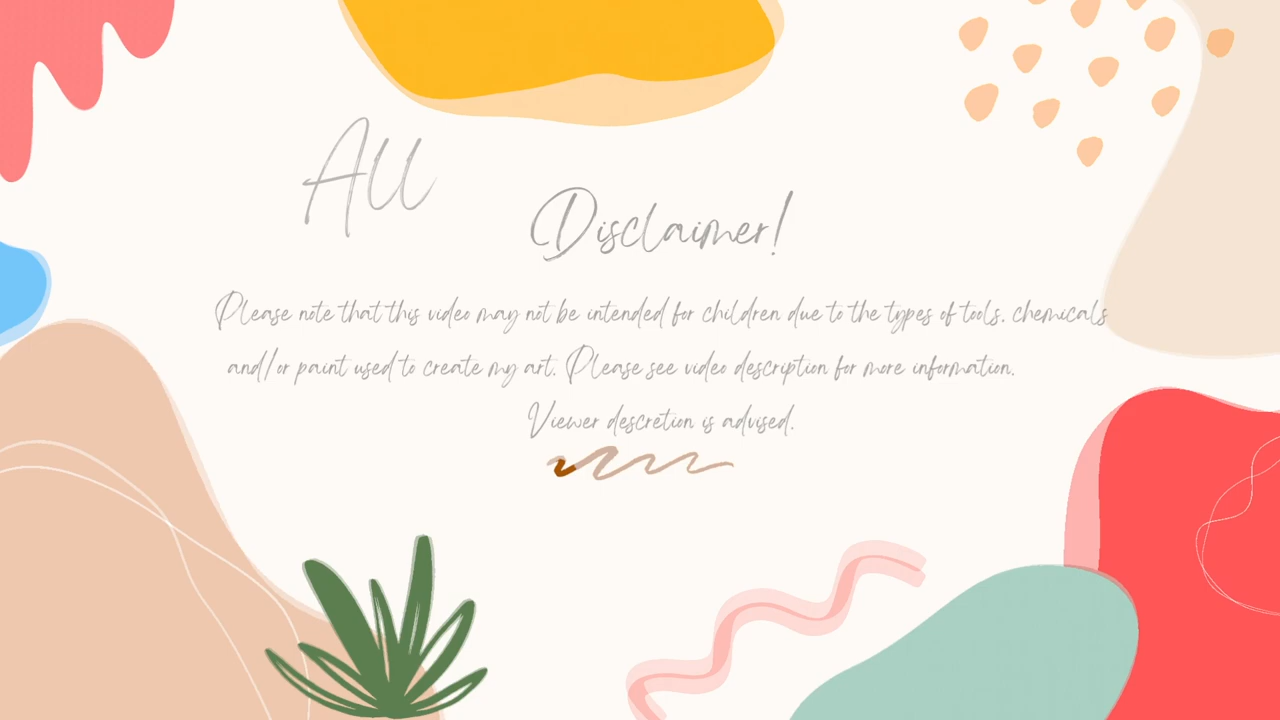 All
Disclaimer!
Please note that this video may not be intended for children due to the types of tools, chemicals
and/or paint used to create my art. Please see video description for more information.
Viewer descretion is advised.